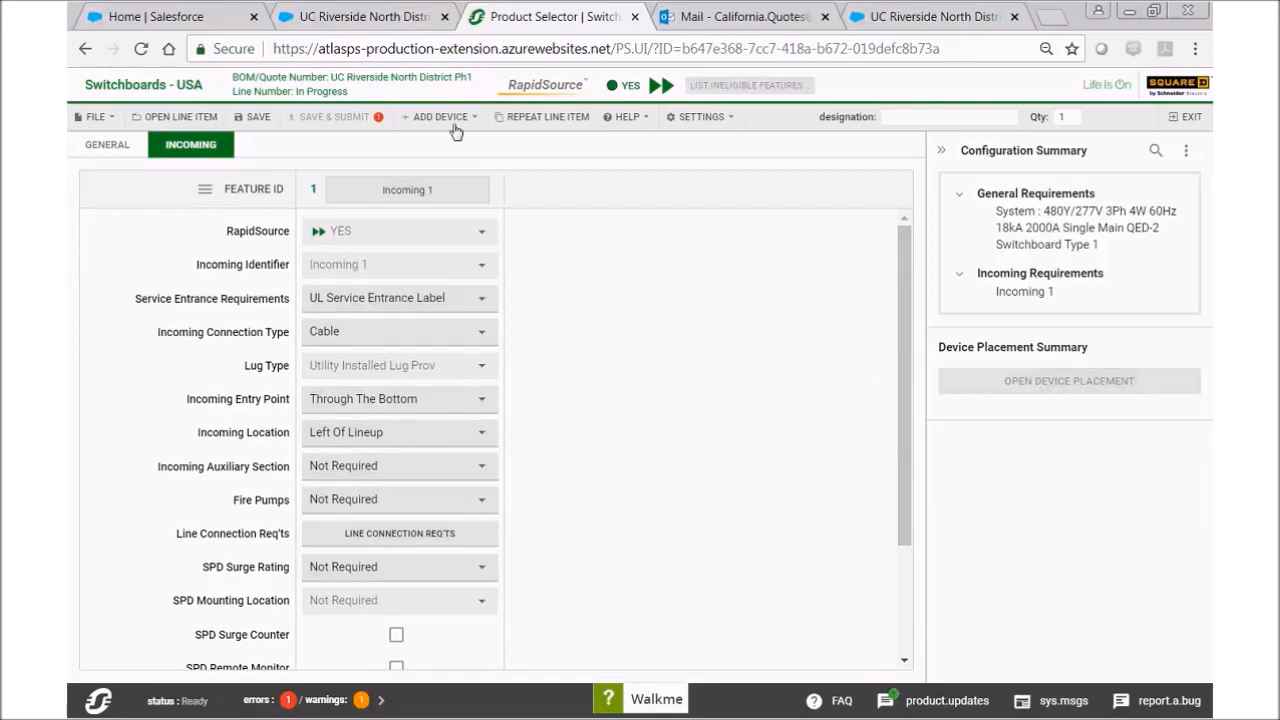 Home | Salesforce
UC Riverside North Distri
Product Selector | Switch
Mail - California.Quotes@
UC Riverside North Distri
Secure
https://atlasps-production-extension.azurewebsites.net/PS.UI/?ID=b647e368-7cc7-418a-b672-019defc8b73a
Switchboards - USA
BOM/Quote Number: UC Riverside North District Ph1
Line Number: In Progress
RapidSource
YES
LIST INVISIBLE FEATURES...
Life Is On
SQUARE D
by Schneider Electric
FILE
OPEN LINE ITEM
SAVE
SAVE & SUBMIT
ADD DEVICE
REPEAT LINE ITEM
HELP
SETTINGS
designation:
Qty: 1
EXIT
GENERAL
INCOMING
FEATURE ID
1
Incoming 1
RapidSource
YES
Incoming Identifier
Incoming 1
Service Entrance Requirements
UL Service Entrance Label
Incoming Connection Type
Cable
Lug Type
Utility Installed Lug Prov
Incoming Entry Point
Through The Bottom
Incoming Location
Left Of Lineup
Incoming Auxiliary Section
Not Required
Fire Pumps
Not Required
Line Connection Req'ts
LINE CONNECTION REQ'TS
SPD Surge Rating
Not Required
SPD Mounting Location
Not Required
SPD Surge Counter
SPD Remote Monitor
Configuration Summary
General Requirements
System : 480Y/277V 3Ph 4W 60Hz
18kA 2000A Single Main QED-2
Switchboard Type 1
Incoming Requirements
Incoming 1
Device Placement Summary
OPEN DEVICE PLACEMENT
status : Ready
errors : 1 / warnings: 1
? Walkme
FAQ
product.updates
sys.msgs
report.a.bug